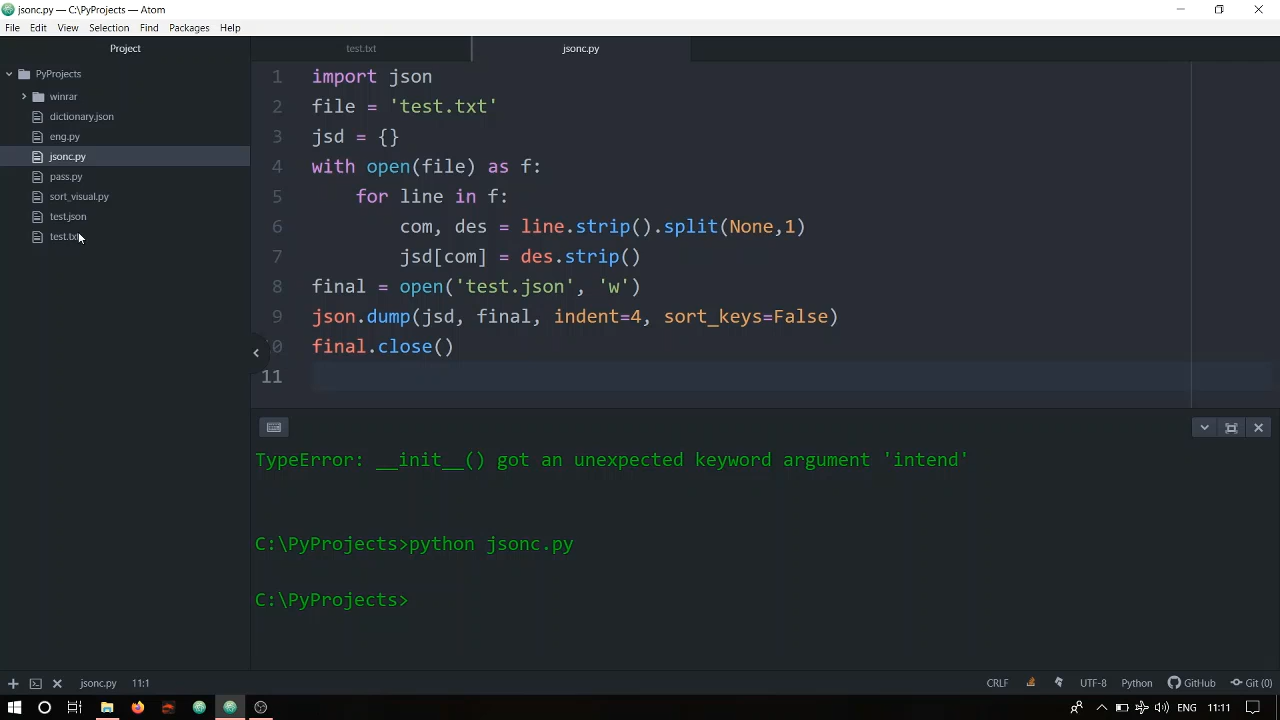 jsonc.py — C:\PyProjects — Atom
File Edit View Selection Find Packages Help
Project
test.txt
jsonc.py
PyProjects
winrar
dictionary.json
eng.py
jsonc.py
pass.py
sort_visual.py
test.json
test.txt
1 import json
2 file = 'test.txt'
3 jsd = {}
4 with open(file) as f:
5 for line in f:
6 com, des = line.strip().split(None,1)
7 jsd[com] = des.strip()
8 final = open('test.json', 'w')
9 json.dump(jsd, final, indent=4, sort_keys=False)
0 final.close()
11
TypeError: __init__() got an unexpected keyword argument 'intend'
C:\PyProjects>python jsonc.py
C:\PyProjects>
jsonc.py 11:1 CRLF UTF-8 Python GitHub Git (0)
ENG 11:11